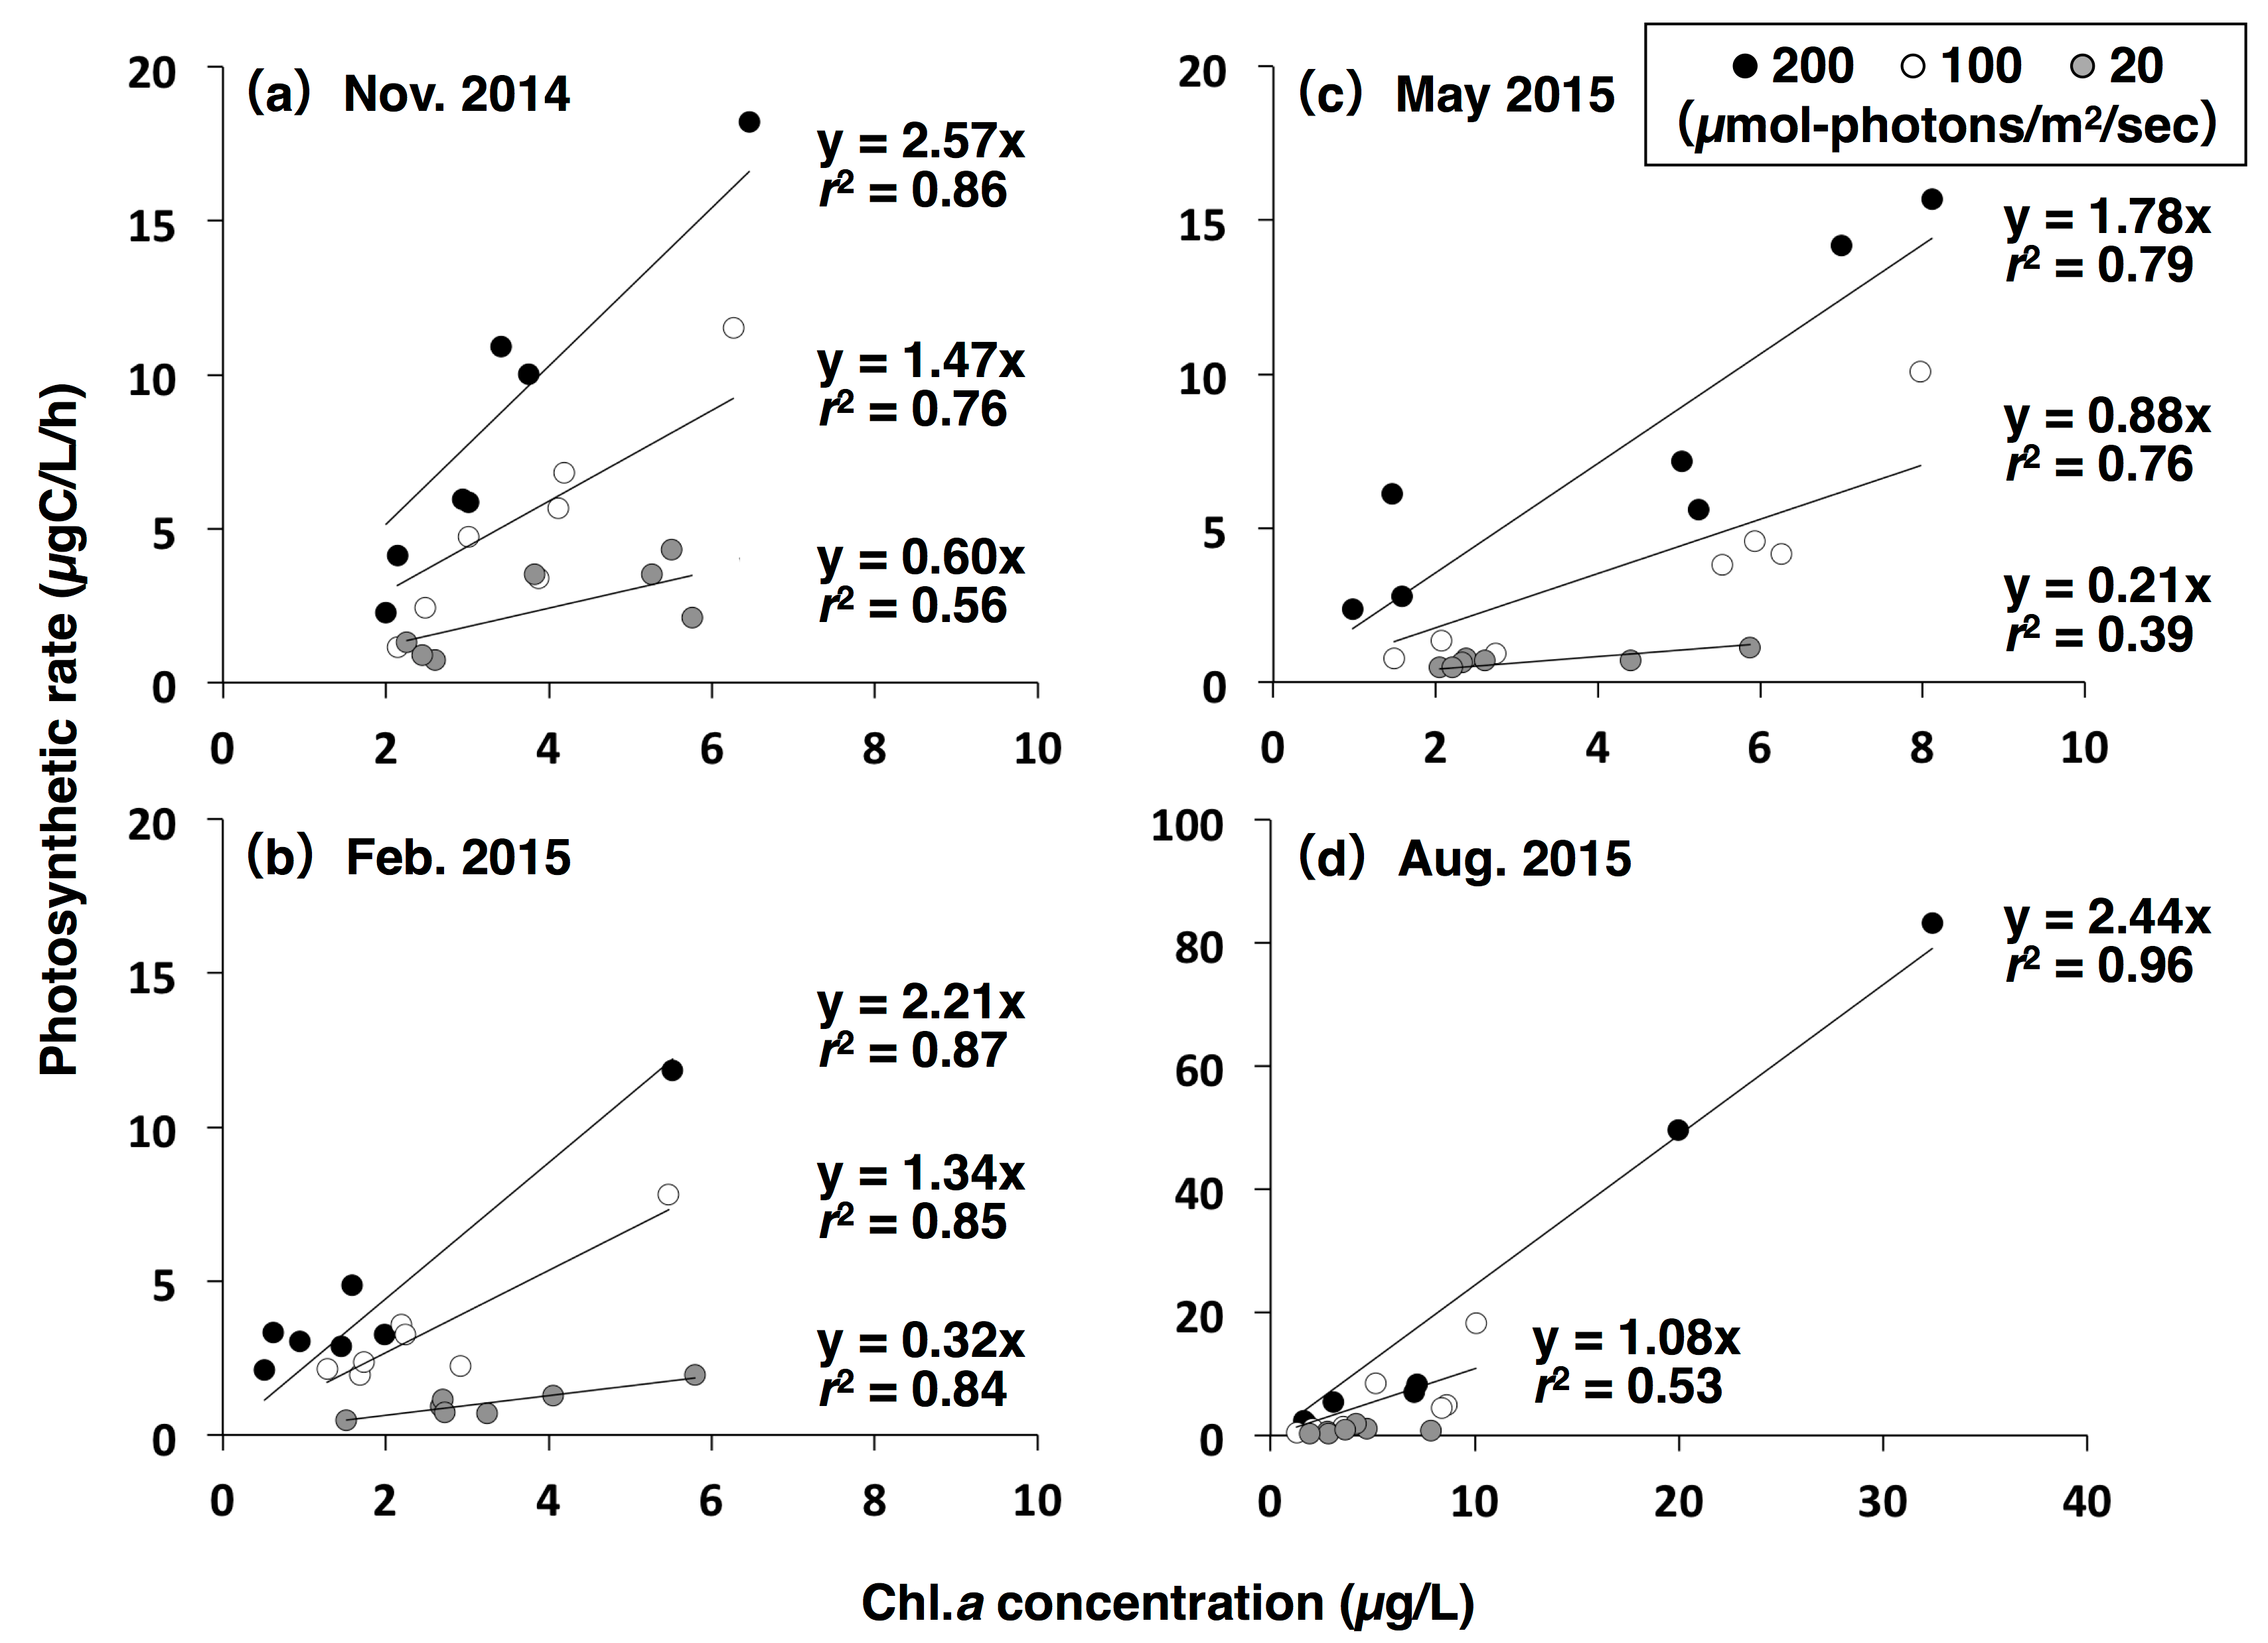 (a) Nov. 2014
20
15
10
5
0
0 2 4 6 8 10
y = 2.57x
r² = 0.86
y = 1.47x
r² = 0.76
y = 0.60x
r² = 0.56
(c) May 2015
200 100 20
(µmol-photons/m²/sec)
20
15
10
5
0
0 2 4 6 8 10
y = 1.78x
r² = 0.79
y = 0.88x
r² = 0.76
y = 0.21x
r² = 0.39
(b) Feb. 2015
20
15
10
5
0
0 2 4 6 8 10
y = 2.21x
r² = 0.87
y = 1.34x
r² = 0.85
y = 0.32x
r² = 0.84
(d) Aug. 2015
100
80
60
40
20
0
0 10 20 30 40
y = 2.44x
r² = 0.96
y = 1.08x
r² = 0.53
Photosynthetic rate (µgC/L/h)
Chl.a concentration (µg/L)